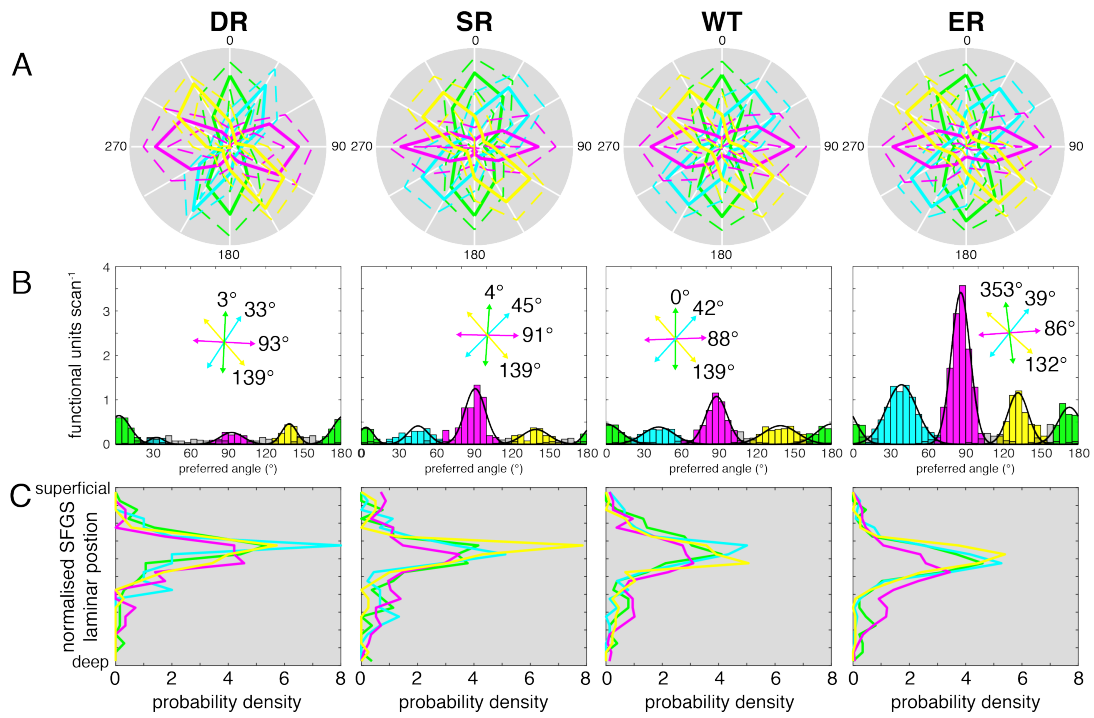 DR SR WT ER
A
0 0 0 0
270 90 270 90 270 90 270 90
180 180 180 180
B
functional units scan⁻¹
4
3
2
1
0
3° 33° 93° 139°
4° 45° 91° 139°
0° 42° 88° 139°
353° 39° 86° 132°
30 60 90 120 150 180 0 30 60 90 120 150 180 0 30 60 90 120 150 180 0 30 60 90 120 150 180
preferred angle (°) preferred angle (°) preferred angle (°) preferred angle (°)
C
superficial
normalised SFGS
laminar postion
deep
0 2 4 6 8 0 2 4 6 8 0 2 4 6 8 0 2 4 6 8
probability density probability density probability density probability density